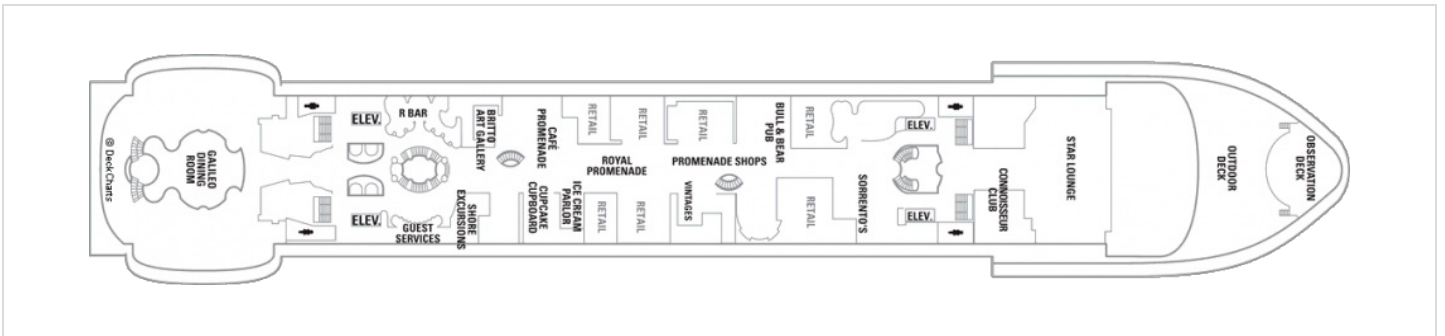 @ DeckCharts
GALILEO
DINING
ROOM
ELEV.
ELEV.
R BAR
GUEST
SERVICES
BRITTO
ART GALLERY
SHORE
EXCURSIONS
CAFÉ
PROMENADE
CUPCAKE
CUPBOARD
ICE CREAM
PARLOR
RETAIL
RETAIL
ROYAL
PROMENADE
RETAIL
RETAIL
RETAIL
PROMENADE SHOPS
VINTAGES
BULL & BEAR
PUB
RETAIL
RETAIL
SORRENTO'S
ELEV.
ELEV.
CONNOISSEUR
CLUB
STAR LOUNGE
OUTDOOR
DECK
OBSERVATION
DECK